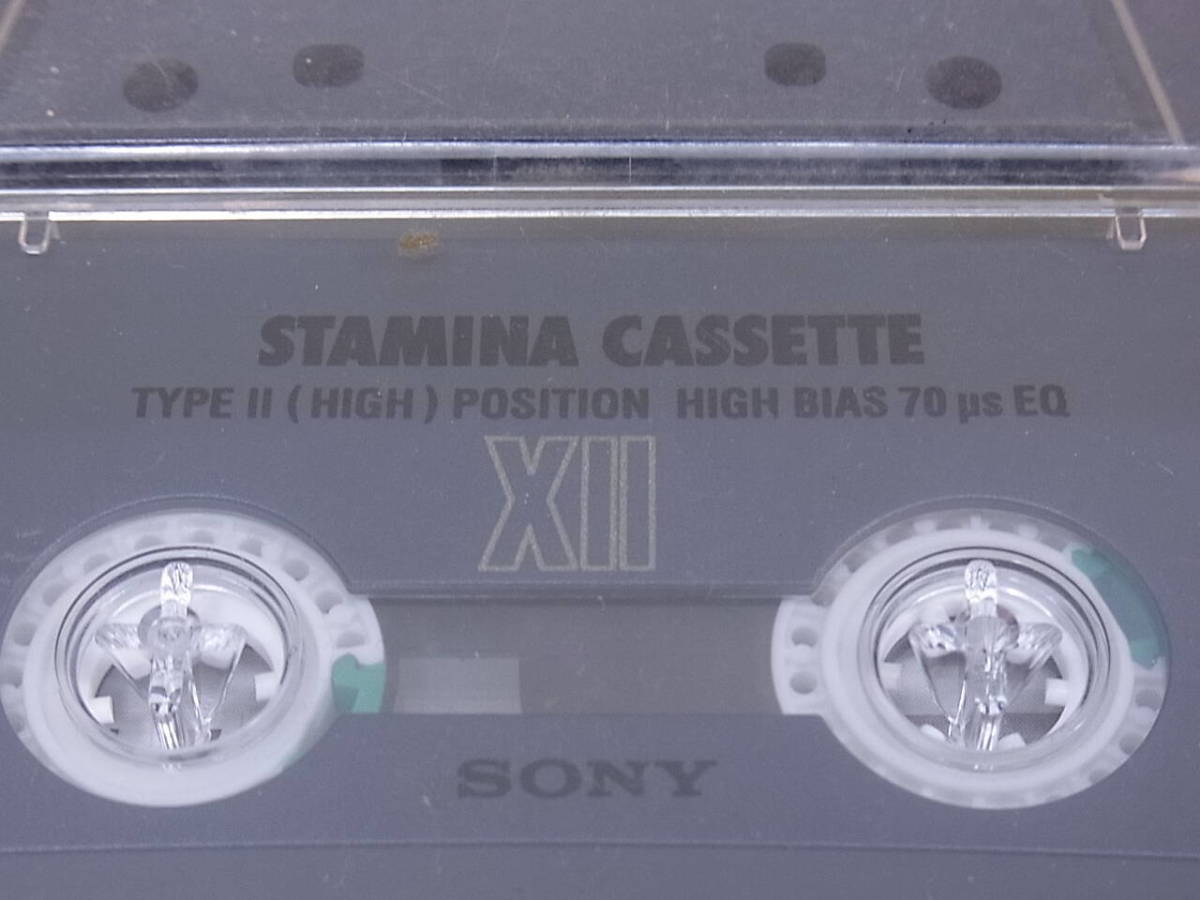 STAMINA CASSETTE
TYPE II (HIGH) POSITION HIGH BIAS 70 µs EQ
XII
SONY